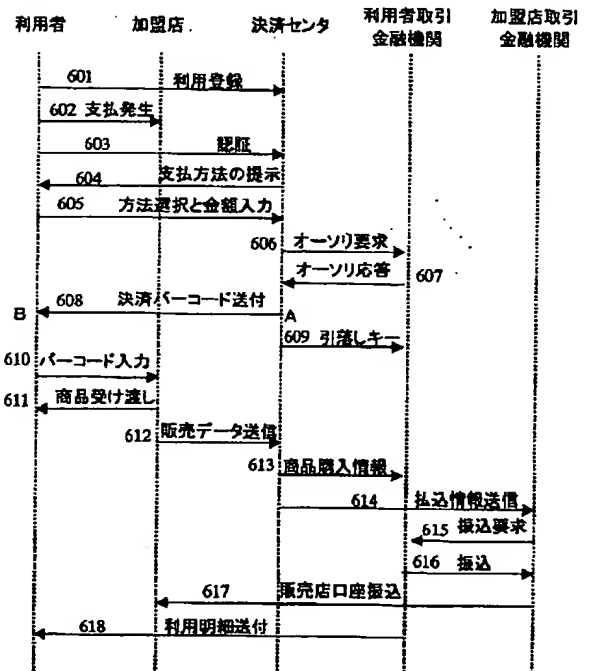 利用者
加盟店
決済センタ
利用者取引
金融機関
加盟店取引
金融機関
601 利用登録
602 支払発生
603 認証
604 支払方法の提示
605 方法選択と金額入力
606 オーソリ要求
オーソリ応答 607
B 608 決済バーコード送付 A
609 引落しキー
610 バーコード入力
611 商品受け渡し
612 販売データ送信
613 商品購入情報
614 払込情報送信
615 振込要求
616 振込
617 販売店口座振込
618 利用明細送付